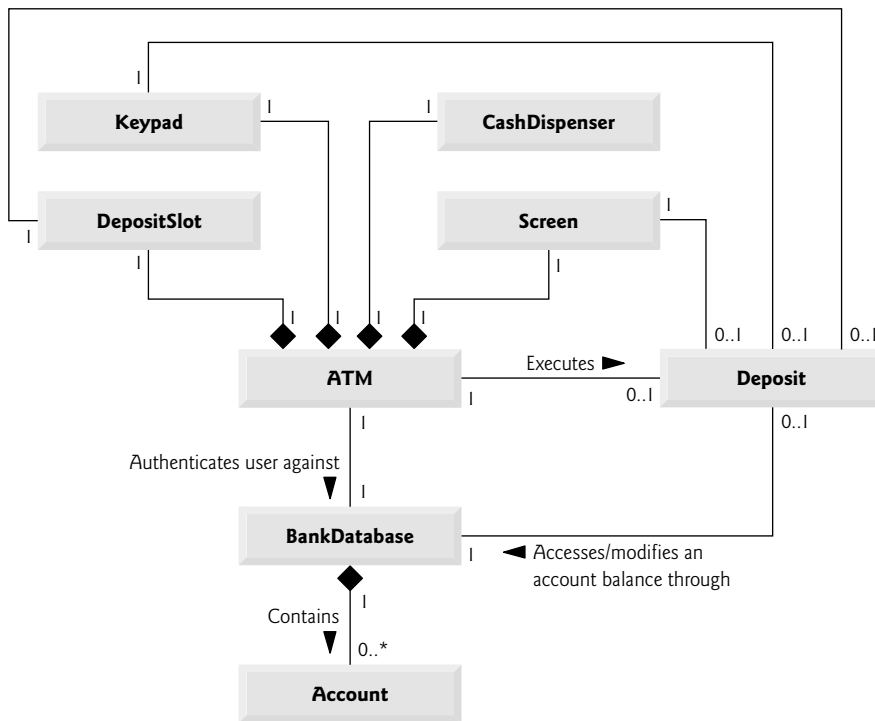 1
Keypad
1
1
CashDispenser
DepositSlot
1
1
Screen
1
1
1
1
1
1
0..1
0..1
0..1
ATM
Executes
1
0..1
Deposit
1
0..1
Authenticates user against
1
BankDatabase
1
Accesses/modifies an
account balance through
1
Contains
0..*
Account